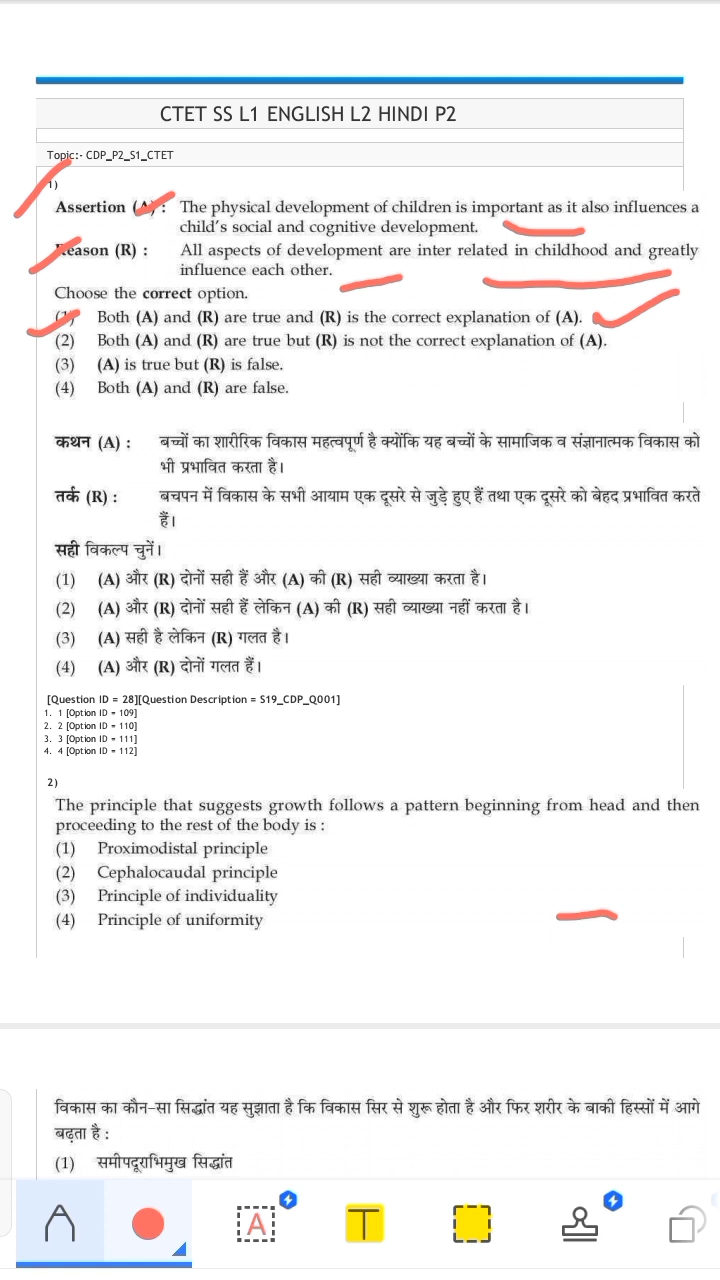 CTET SS L1 ENGLISH L2 HINDI P2
Topic:- CDP_P2_S1_CTET
1)
Assertion (A) : The physical development of children is important as it also influences a
child's social and cognitive development.
Reason (R) : All aspects of development are inter related in childhood and greatly
influence each other.
Choose the correct option.
(1) Both (A) and (R) are true and (R) is the correct explanation of (A).
(2) Both (A) and (R) are true but (R) is not the correct explanation of (A).
(3) (A) is true but (R) is false.
(4) Both (A) and (R) are false.
कथन (A) : बच्चों का शारीरिक विकास महत्वपूर्ण है क्योंकि यह बच्चों के सामाजिक व संज्ञानात्मक विकास को
भी प्रभावित करता है।
तर्क (R) : बचपन में विकास के सभी आयाम एक दूसरे से जुड़े हुए हैं तथा एक दूसरे को बेहद प्रभावित करते
हैं।
सही विकल्प चुनें।
(1) (A) और (R) दोनों सही हैं और (A) की (R) सही व्याख्या करता है।
(2) (A) और (R) दोनों सही हैं लेकिन (A) की (R) सही व्याख्या नहीं करता है।
(3) (A) सही है लेकिन (R) गलत है।
(4) (A) और (R) दोनों गलत हैं।
[Question ID = 28][Question Description = S19_CDP_Q001]
1. 1 [Option ID = 109]
2. 2 [Option ID = 110]
3. 3 [Option ID = 111]
4. 4 [Option ID = 112]
2)
The principle that suggests growth follows a pattern beginning from head and then
proceeding to the rest of the body is :
(1) Proximodistal principle
(2) Cephalocaudal principle
(3) Principle of individuality
(4) Principle of uniformity
विकास का कौन-सा सिद्धांत यह सुझाता है कि विकास सिर से शुरू होता है और फिर शरीर के बाकी हिस्सों में आगे
बढ़ता है :
(1) समीपदूराभिमुख सिद्धांत
A T